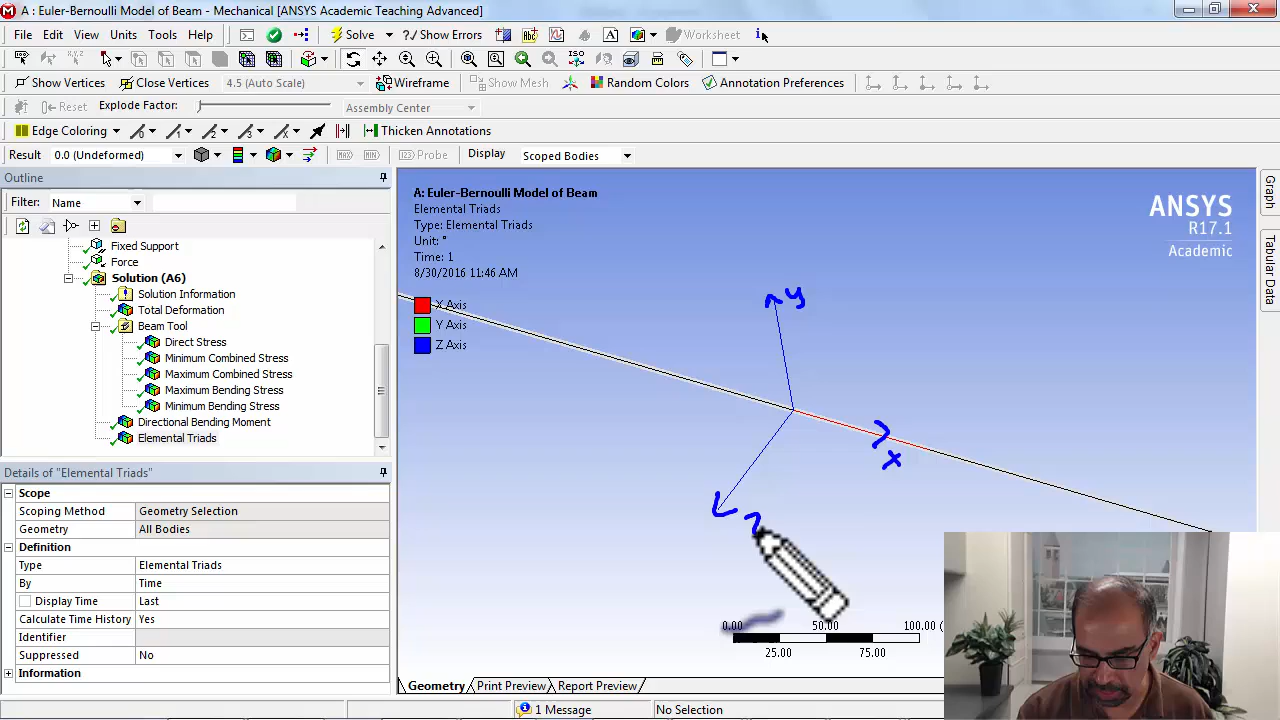 A : Euler-Bernoulli Model of Beam - Mechanical [ANSYS Academic Teaching Advanced]
File Edit View Units Tools Help Solve Show Errors Worksheet
Show Vertices Close Vertices 4.5 (Auto Scale) Wireframe Show Mesh Random Colors Annotation Preferences
Reset Explode Factor: Assembly Center
Edge Coloring Thicken Annotations
Result 0.0 (Undeformed) MAX MIN Probe Display Scoped Bodies
Outline
Filter: Name
Fixed Support
Force
Solution (A6)
Solution Information
Total Deformation
Beam Tool
Direct Stress
Minimum Combined Stress
Maximum Combined Stress
Maximum Bending Stress
Minimum Bending Stress
Directional Bending Moment
Elemental Triads
Details of "Elemental Triads"
Scope
Scoping Method Geometry Selection
Geometry All Bodies
Definition
Type Elemental Triads
By Time
Display Time Last
Calculate Time History Yes
Identifier
Suppressed No
Information
A: Euler-Bernoulli Model of Beam
Elemental Triads
Type: Elemental Triads
Unit: °
Time: 1
8/30/2016 11:46 AM
X Axis
Y Axis
Z Axis
ANSYS
R17.1
Academic
y
x
0.00 50.00 100.00 (
25.00 75.00
Geometry Print Preview Report Preview
Graph
Tabular Data
1 Message No Selection